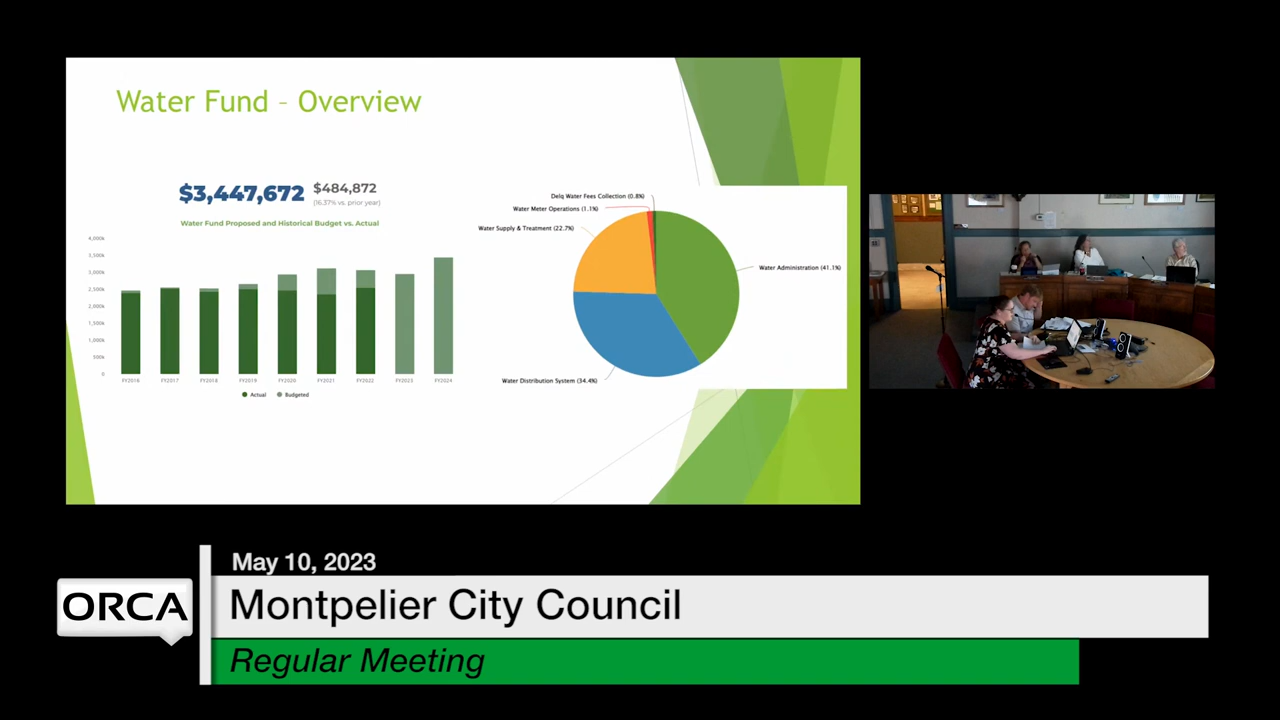 Water Fund - Overview
$3,447,672 $484,872
(16.37% vs. prior year)
Water Fund Proposed and Historical Budget vs. Actual
4,000k
3,500k
3,000k
2,500k
2,000k
1,500k
1,000k
500k
0
FY2016 FY2017 FY2018 FY2019 FY2020 FY2021 FY2022 FY2023 FY2024
Actual Budgeted
Delq Water Fees Collection (0.8%)
Water Meter Operations (1.1%)
Water Supply & Treatment (22.7%)
Water Administration (41.1%)
Water Distribution System (34.4%)
May 10, 2023
ORCA
Montpelier City Council
Regular Meeting